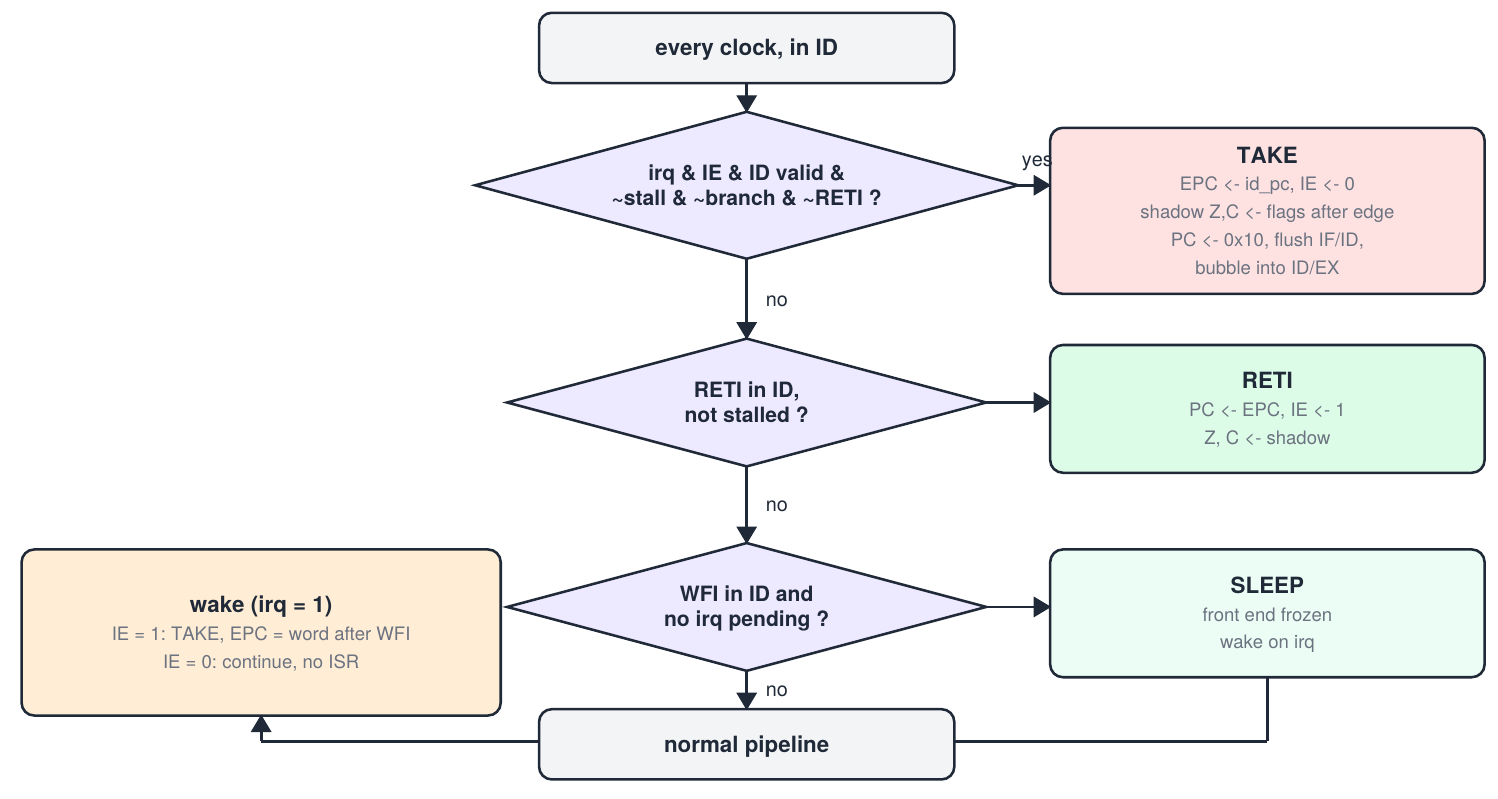 every clock, in ID
irq & IE & ID valid &
~stall & ~branch & ~RETI ?
yes
TAKE
EPC <- id_pc, IE <- 0
shadow Z,C <- flags after edge
PC <- 0x10, flush IF/ID,
bubble into ID/EX
no
RETI in ID,
not stalled ?
RETI
PC <- EPC, IE <- 1
Z, C <- shadow
no
wake (irq = 1)
IE = 1: TAKE, EPC = word after WFI
IE = 0: continue, no ISR
WFI in ID and
no irq pending ?
SLEEP
front end frozen
wake on irq
no
normal pipeline